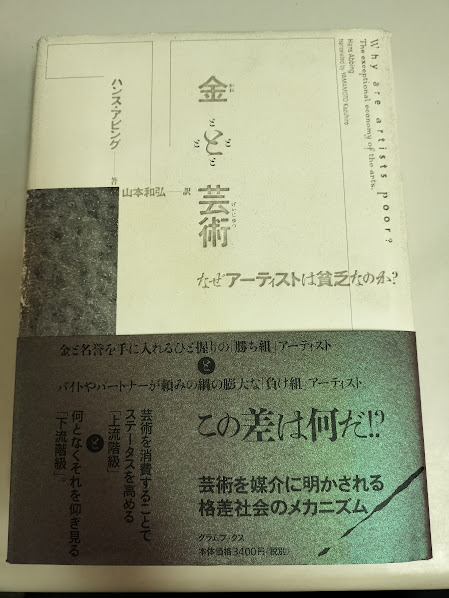 Why are artists poor?
The exceptional economy of the arts.
Hans Abbing
translated by YAMAMOTO Kazuhiro
金と芸術
なぜアーティストは貧乏なのか?
ハンス・アビング
著
山本和弘──訳
金と名誉を手に入れるひと握りの「勝ち組」アーティスト
と
バイトやパートナーが頼みの綱の膨大な「負け組」アーティスト
この差は何だ!?
芸術を消費することで
ステータスを高める
「上流階級」
と
何となくそれを仰ぎ見る
「下流階級」。
芸術を媒介に明かされる
格差社会のメカニズム
グラムブックス
本体価格3400円(税別)